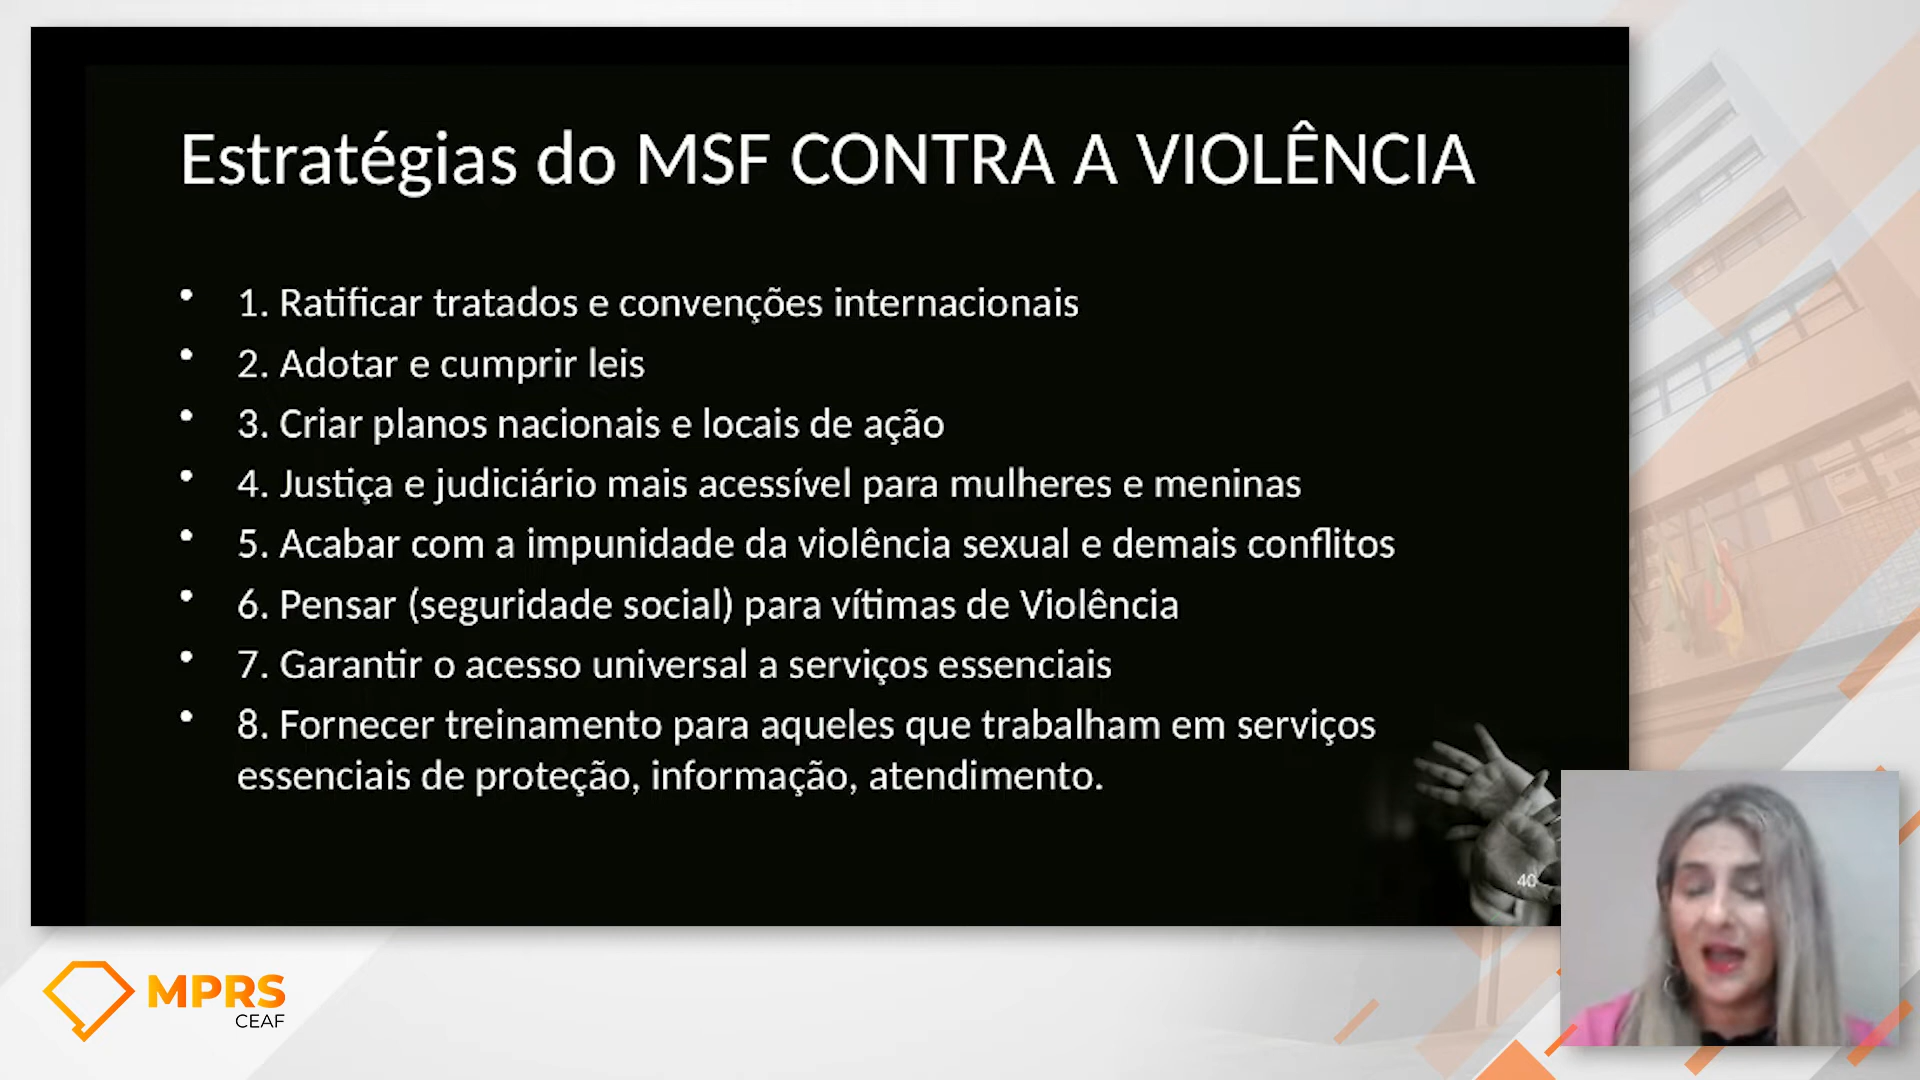 Estratégias do MSF CONTRA A VIOLÊNCIA
• 1. Ratificar tratados e convenções internacionais
• 2. Adotar e cumprir leis
• 3. Criar planos nacionais e locais de ação
• 4. Justiça e judiciário mais acessível para mulheres e meninas
• 5. Acabar com a impunidade da violência sexual e demais conflitos
• 6. Pensar (seguridade social) para vítimas de Violência
• 7. Garantir o acesso universal a serviços essenciais
• 8. Fornecer treinamento para aqueles que trabalham em serviços
essenciais de proteção, informação, atendimento.
40
MPRS
CEAF